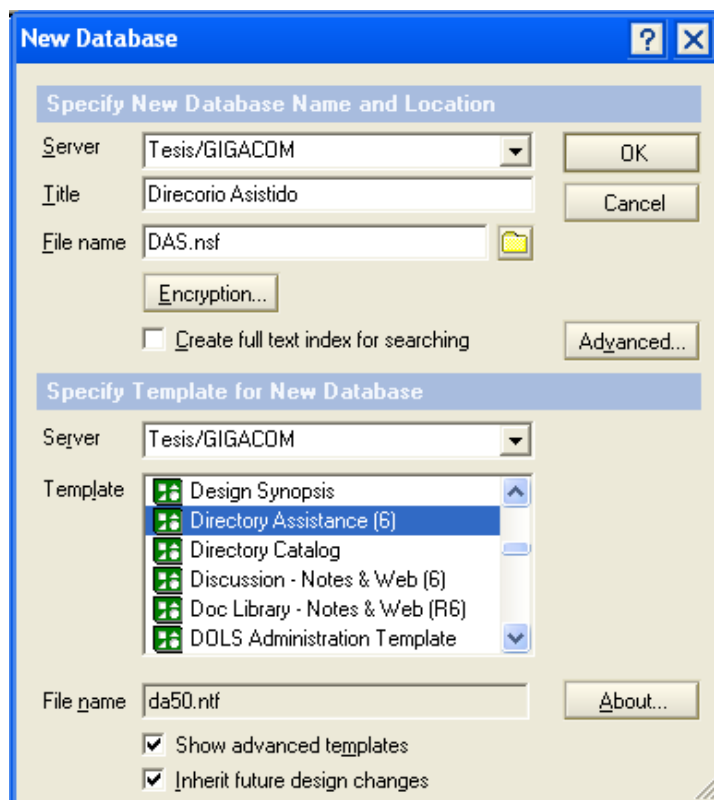 New Database
Specify New Database Name and Location
Server Tesis/GIGACOM OK
Title Direcorio Asistido Cancel
File name DAS.nsf
Encryption...
Create full text index for searching Advanced...
Specify Template for New Database
Server Tesis/GIGACOM
Template Design Synopsis
Directory Assistance (6)
Directory Catalog
Discussion - Notes & Web (6)
Doc Library - Notes & Web (R6)
DOLS Administration Template
File name da50.ntf About...
Show advanced templates
Inherit future design changes